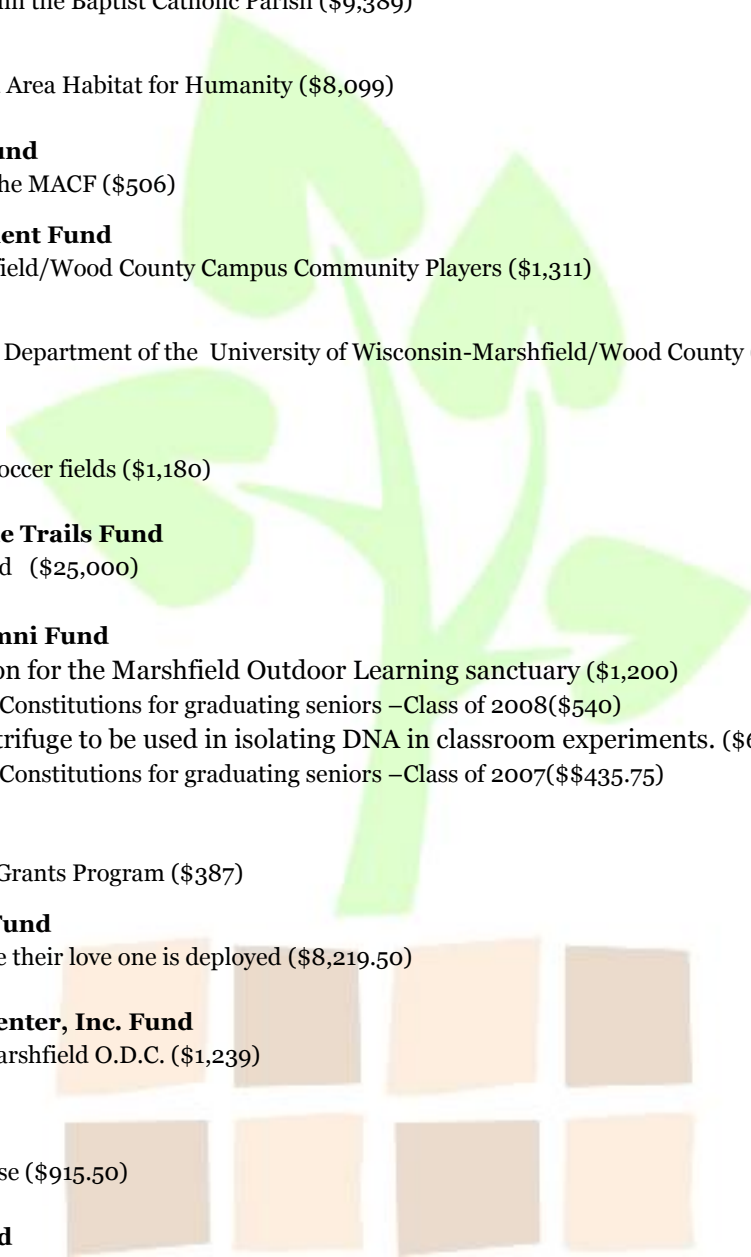 the Baptist Catholic Parish ($9,389)
Area Habitat for Humanity ($8,099)
und
he MACF ($506)
ent Fund
ield/Wood County Campus Community Players ($1,311)
Department of the University of Wisconsin-Marshfield/Wood County
occer fields ($1,180)
e Trails Fund
d ($25,000)
mni Fund
on for the Marshfield Outdoor Learning sanctuary ($1,200)
Constitutions for graduating seniors –Class of 2008($540)
trifuge to be used in isolating DNA in classroom experiments. ($6
Constitutions for graduating seniors –Class of 2007($$435.75)
Grants Program ($387)
Fund
e their love one is deployed ($8,219.50)
enter, Inc. Fund
arshfield O.D.C. ($1,239)
se ($915.50)
d